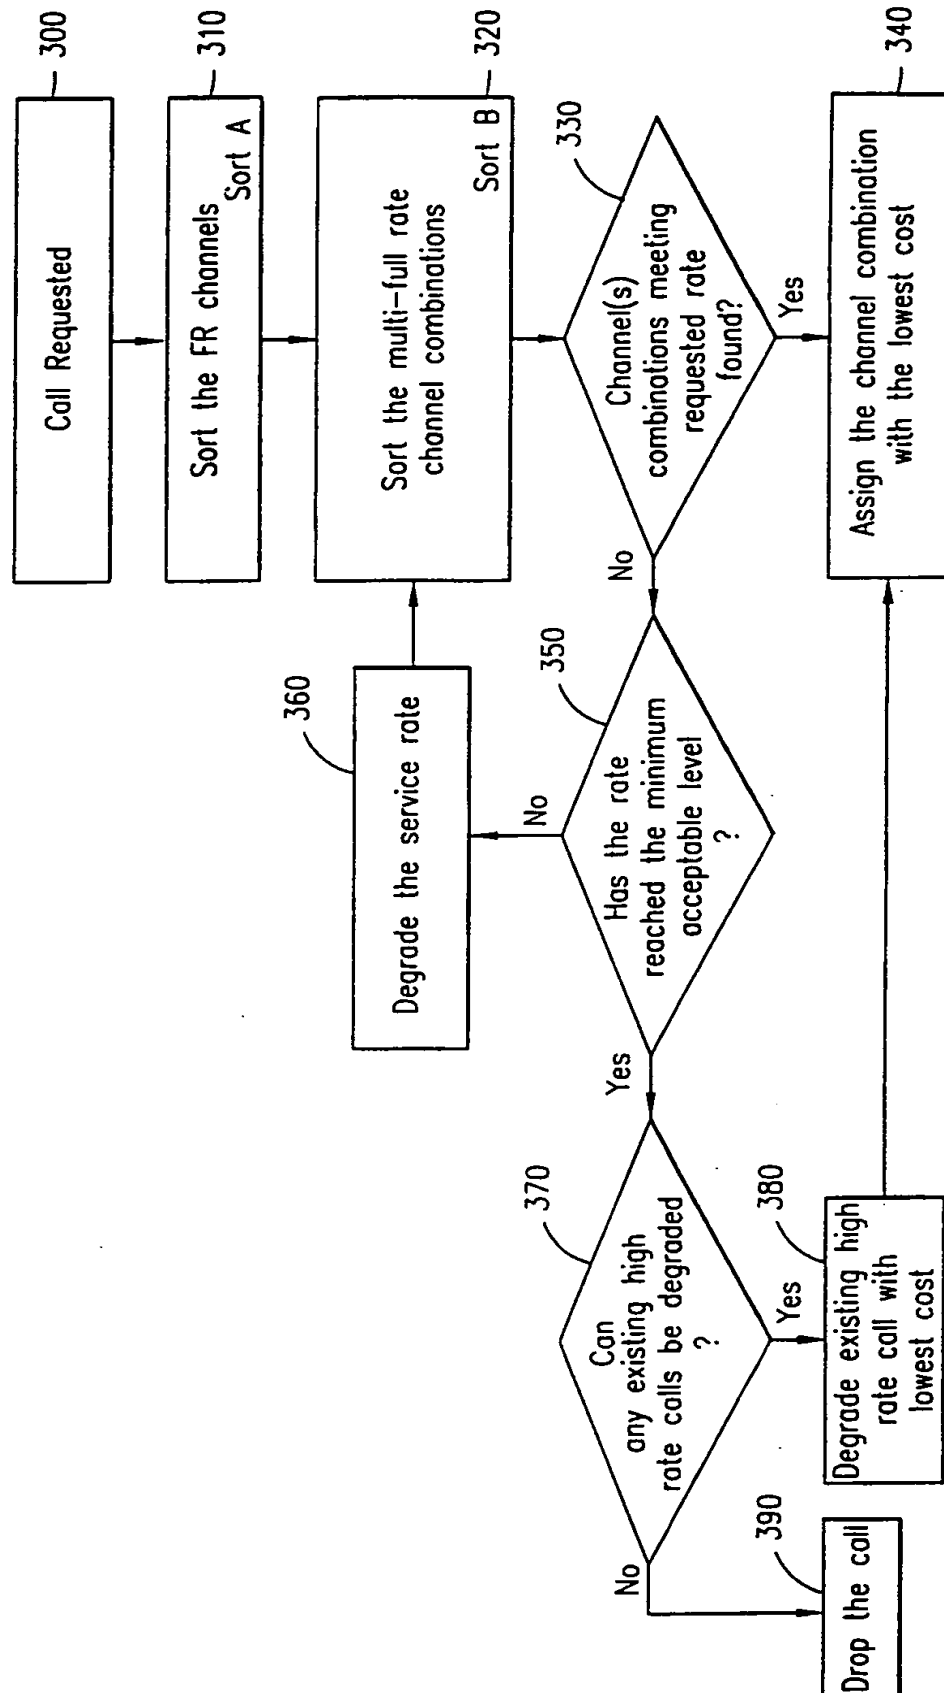 300
Call Requested
310
Sort the FR channels
Sort A
320
Sort the multi-full rate
channel combinations
Sort B
330
Channel(s)
combinations meeting
requested rate
found?
Yes
No
340
Assign the channel combination
with the lowest cost
350
Has the rate
reached the minimum
acceptable level
?
No
Yes
360
Degrade the service rate
370
Can
any existing high
rate calls be degraded
?
Yes
No
380
Degrade existing high
rate call with
lowest cost
390
Drop the call